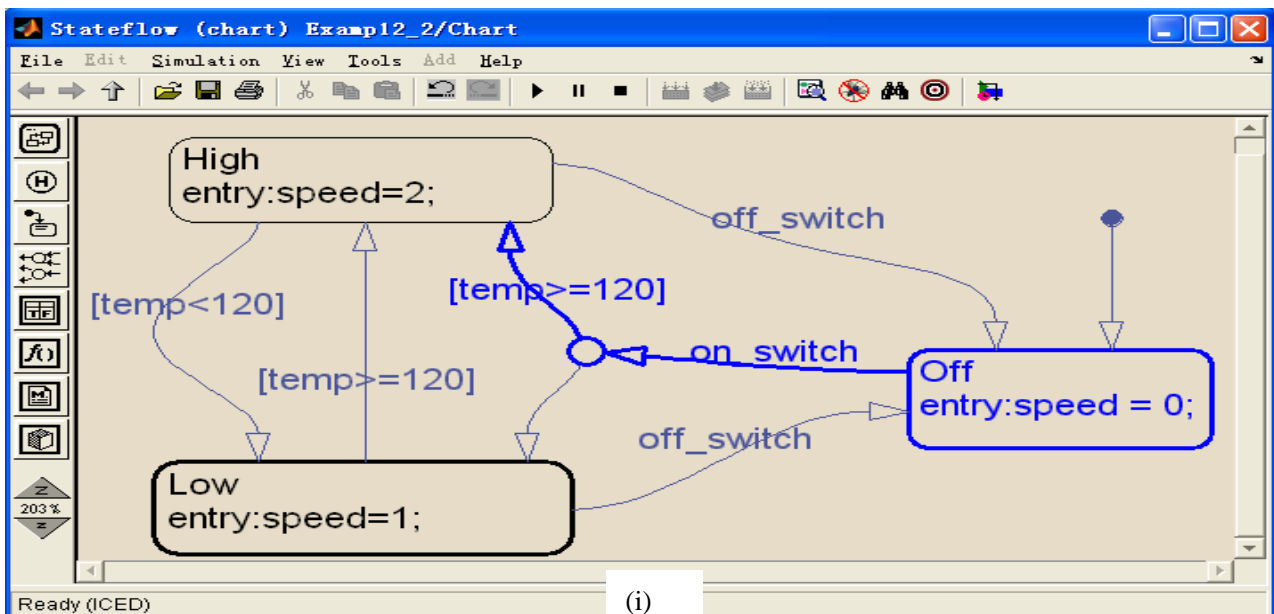 Stateflow (chart) Examp12_2/Chart
File Edit Simulation View Tools Add Help
High
entry:speed=2;
off_switch
[temp<120]
[temp>=120]
on_switch
[temp>=120]
Off
entry:speed = 0;
off_switch
Low
entry:speed=1;
203%
Ready (ICED)
(i)